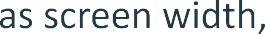 as screen width,